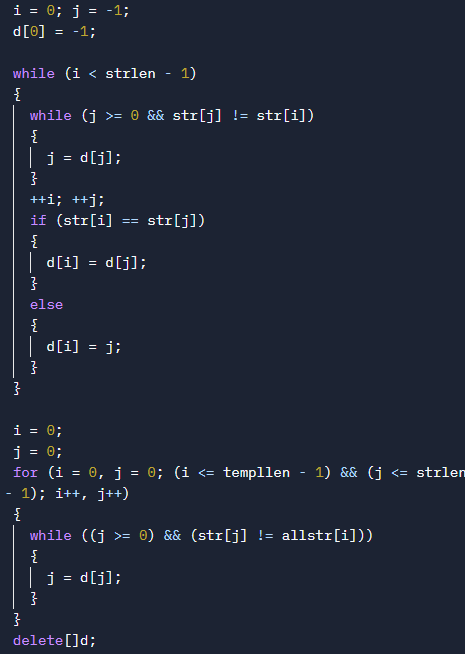 i = 0; j = -1;
d[0] = -1;
while (i < strlen - 1)
{
while (j >= 0 && str[j] != str[i])
{
j = d[j];
}
++i; ++j;
if (str[i] == str[j])
{
d[i] = d[j];
}
else
{
d[i] = j;
}
}
i = 0;
j = 0;
for (i = 0, j = 0; (i <= templlen - 1) && (j <= strlen
- 1); i++, j++)
{
while ((j >= 0) && (str[j] != allstr[i]))
{
j = d[j];
}
}
delete[]d;